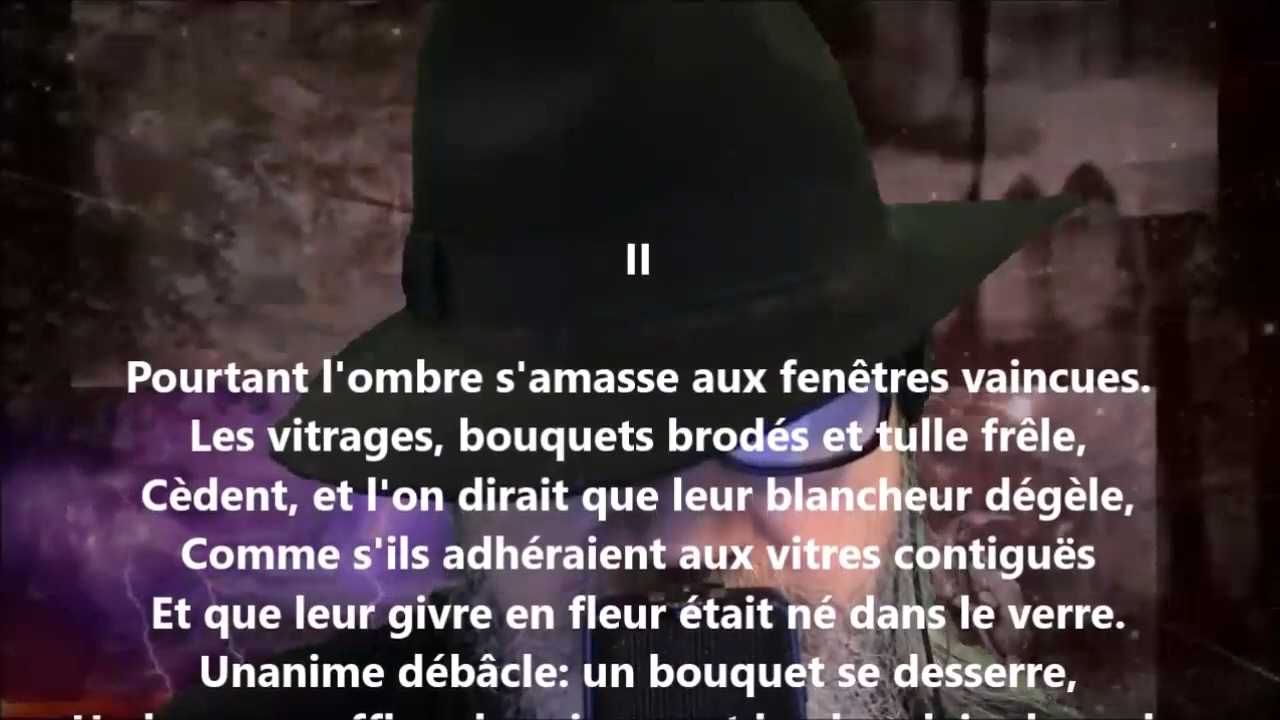 II
Pourtant l'ombre s'amasse aux fenêtres vaincues.
Les vitrages, bouquets brodés et tulle frêle,
Cèdent, et l'on dirait que leur blancheur dégèle,
Comme s'ils adhéraient aux vitres contiguës
Et que leur givre en fleur était né dans le verre.
Unanime débâcle: un bouquet se desserre,